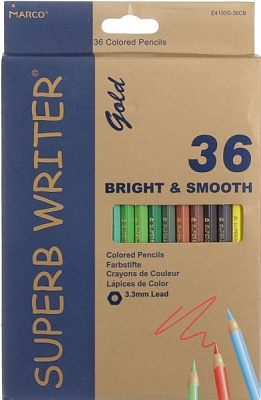 MARCO®
36 Colored Pencils
E4100G-36CB
SUPERB WRITER®
Gold
36
BRIGHT & SMOOTH
Colored Pencils
Farbstifte
Crayons de Couleur
Lápices de Color
3.3mm Lead